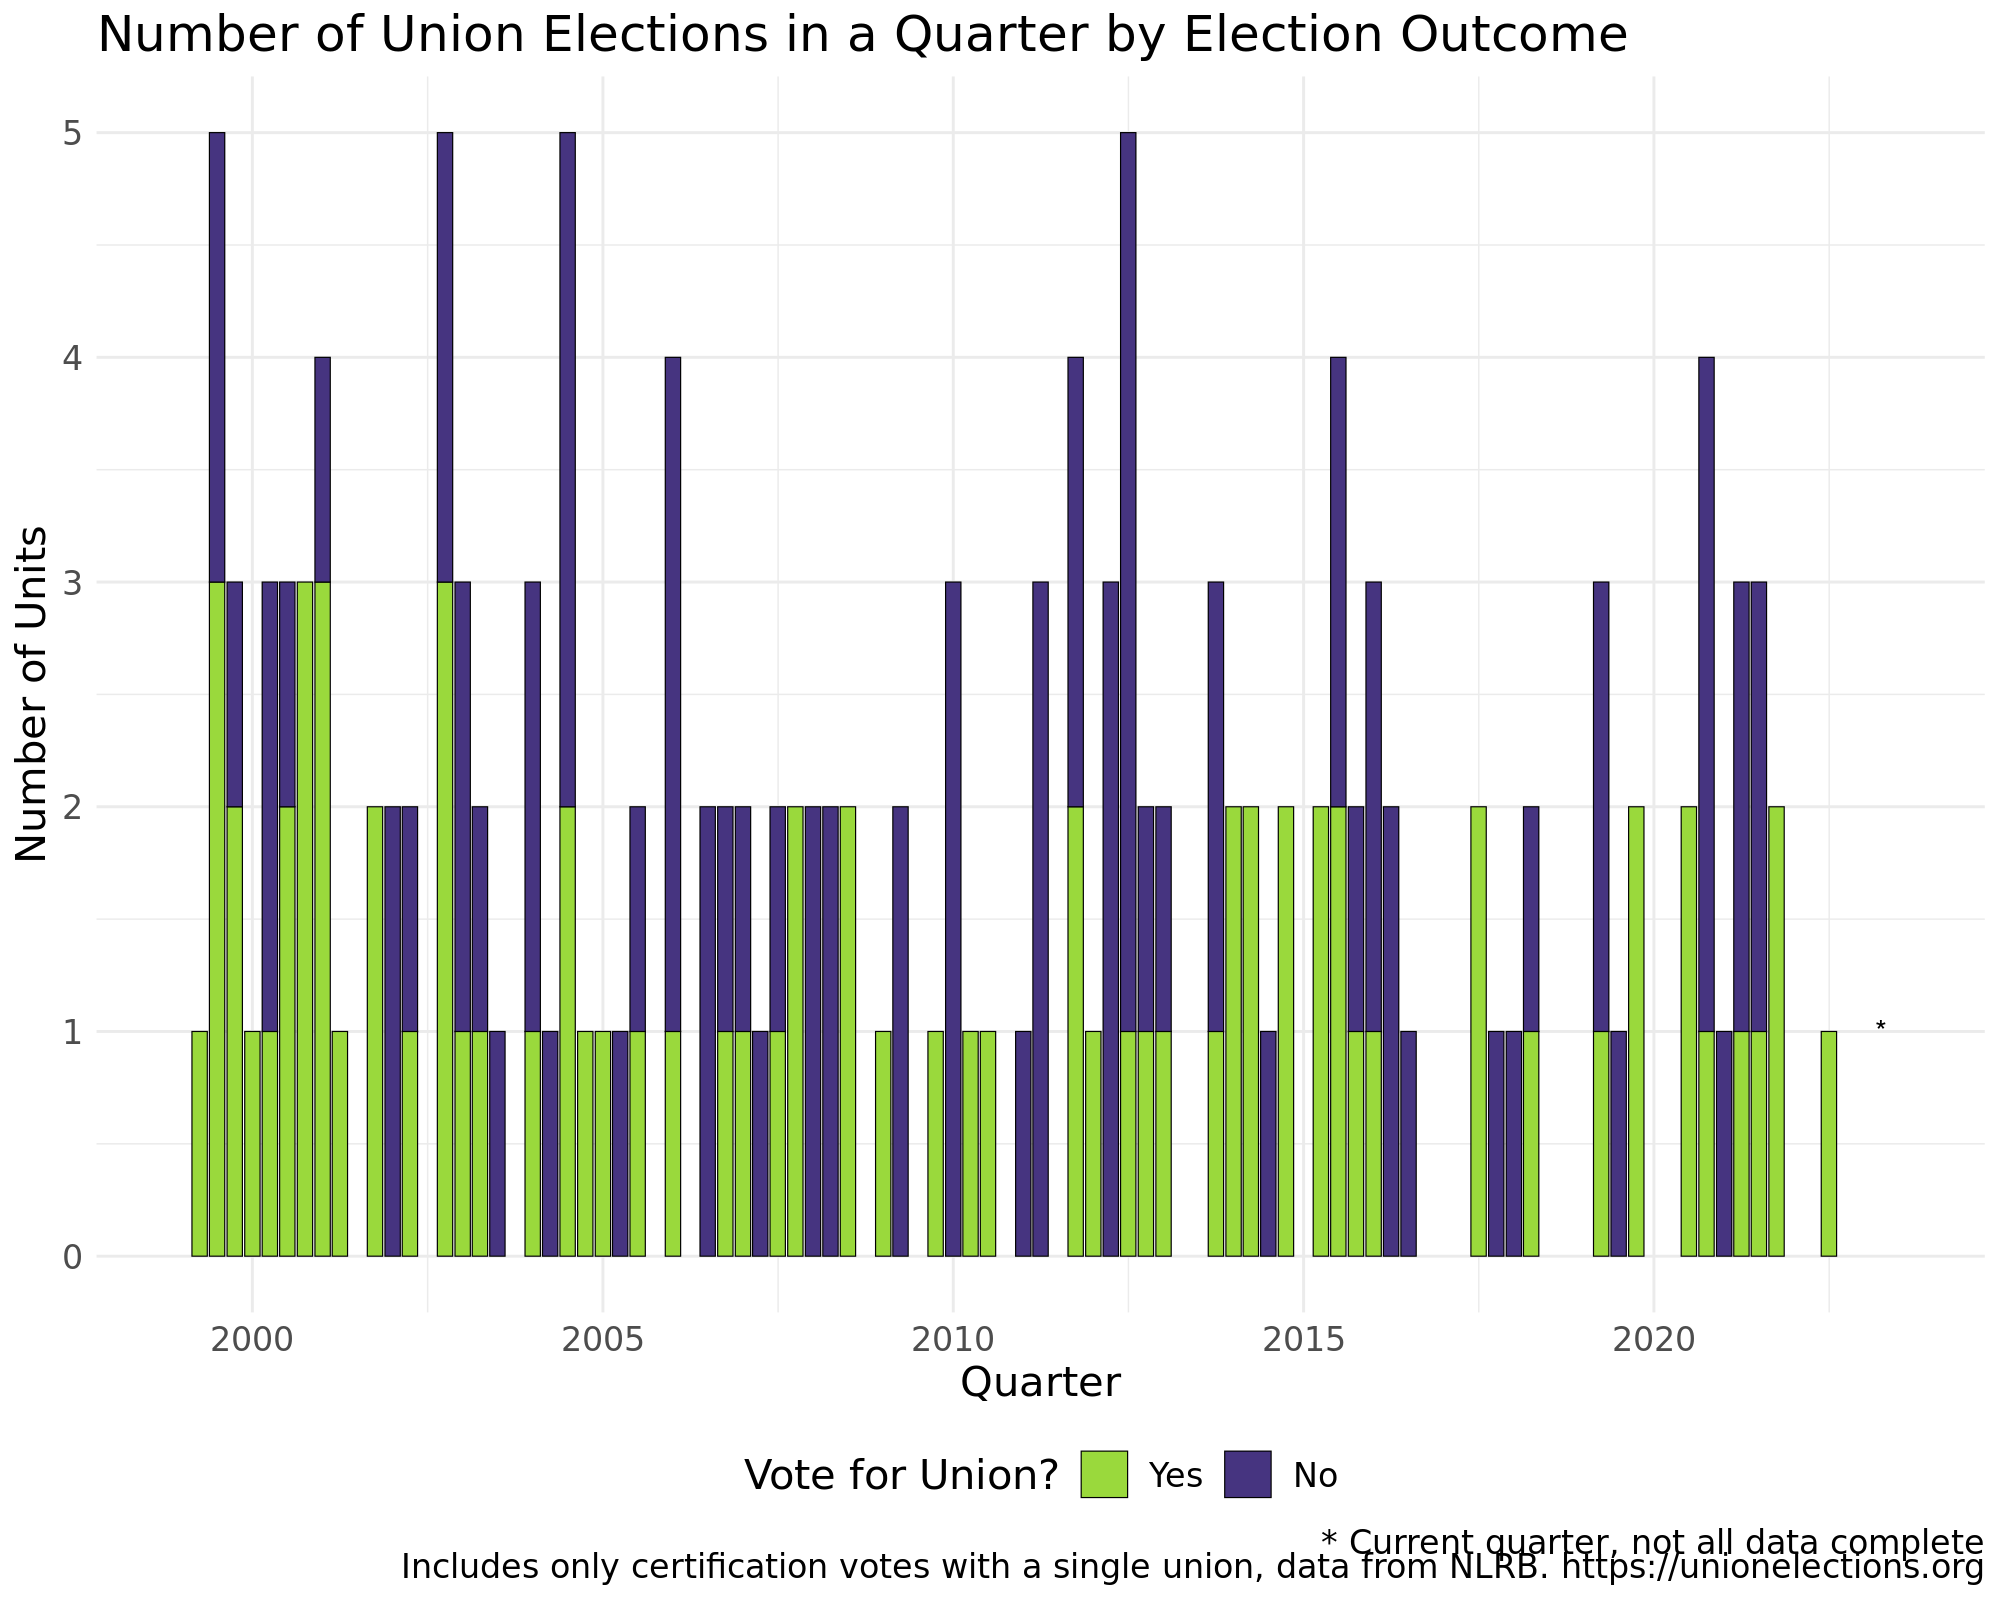 Number of Union Elections in a Quarter by Election Outcome
Number of Units
5
4
3
2
1
0
*
2000 2005 2010 2015 2020
Quarter
Vote for Union? Yes No
* Current quarter, not all data complete
Includes only certification votes with a single union, data from NLRB. https://unionelections.org